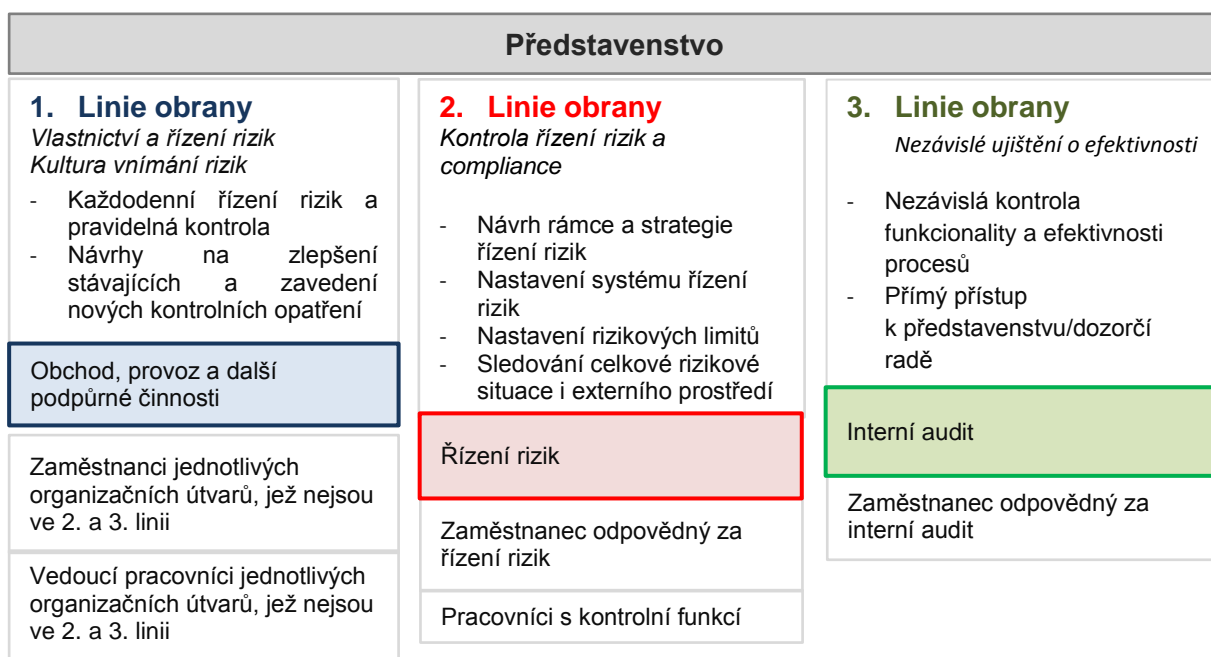 Představenstvo
1. Linie obrany
Vlastnictví a řízení rizik
Kultura vnímání rizik
- Každodenní řízení rizik a
pravidelná kontrola
- Návrhy na zlepšení
stávajících a zavedení
nových kontrolních opatření
Obchod, provoz a další
podpůrné činnosti
Zaměstnanci jednotlivých
organizačních útvarů, jež nejsou
ve 2. a 3. linii
Vedoucí pracovníci jednotlivých
organizačních útvarů, jež nejsou
ve 2. a 3. linii
2. Linie obrany
Kontrola řízení rizik a
compliance
- Návrh rámce a strategie
řízení rizik
- Nastavení systému řízení
rizik
- Nastavení rizikových limitů
- Sledování celkové rizikové
situace i externího prostředí
Řízení rizik
Zaměstnanec odpovědný za
řízení rizik
Pracovníci s kontrolní funkcí
3. Linie obrany
Nezávislé ujištění o efektivnosti
- Nezávislá kontrola
funkcionality a efektivnosti
procesů
- Přímý přístup
k představenstvu/dozorčí
radě
Interní audit
Zaměstnanec odpovědný za
interní audit